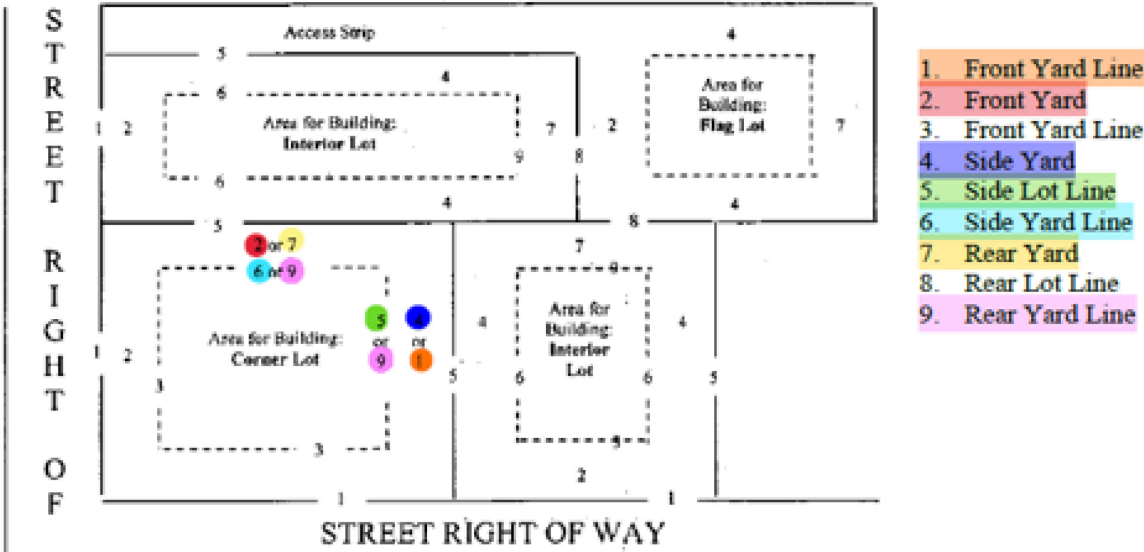 STREET RIGHT OF
Access Strip
4
5
4
6
Area for
Building:
Flag Lot
Area for Building:
Interior Lot
1 2
7
2
7
9
8
6
4
4
5
8
2 or 7
7
6 or 9
9
5
4
Area for
Building:
Interior
Lot
4
4
Area for Building:
Corner Lot
or
or
1 2
9
1
3
5
6
6
5
3
2
1
1
STREET RIGHT OF WAY
1. Front Yard Line
2. Front Yard
3. Front Yard Line
4. Side Yard
5. Side Lot Line
6. Side Yard Line
7. Rear Yard
8. Rear Lot Line
9. Rear Yard Line